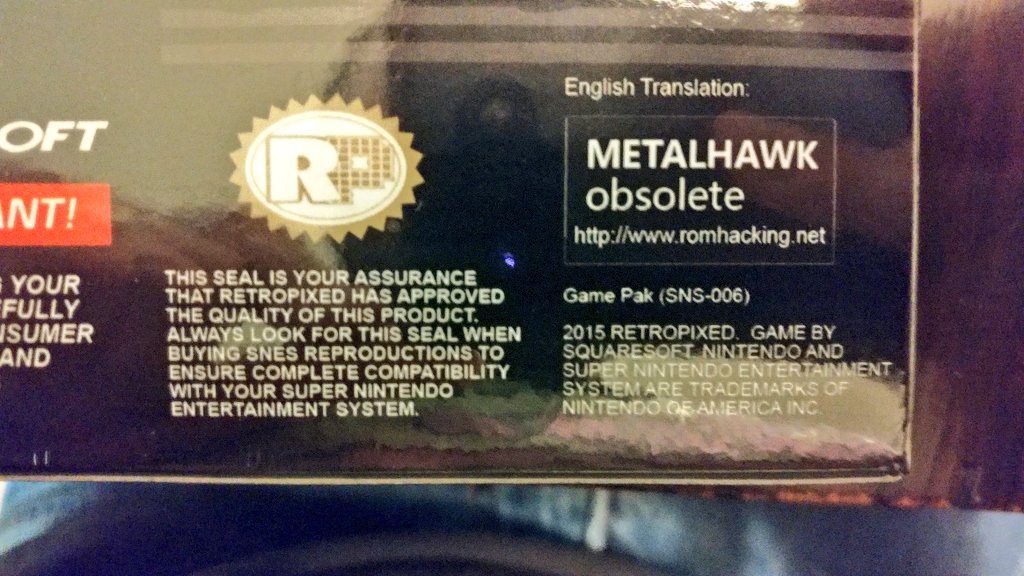 OFT
ANT!
YOUR
FULLY
NSUMER
AND
RP
THIS SEAL IS YOUR ASSURANCE
THAT RETROPIXED HAS APPROVED
THE QUALITY OF THIS PRODUCT.
ALWAYS LOOK FOR THIS SEAL WHEN
BUYING SNES REPRODUCTIONS TO
ENSURE COMPLETE COMPATIBILITY
WITH YOUR SUPER NINTENDO
ENTERTAINMENT SYSTEM.
English Translation:
METALHAWK
obsolete
http://www.romhacking.net
Game Pak (SNS-006)
2015 RETROPIXED. GAME BY
SQUARESOFT. NINTENDO AND
SUPER NINTENDO ENTERTAINMENT
SYSTEM ARE TRADEMARKS OF
NINTENDO OF AMERICA INC.